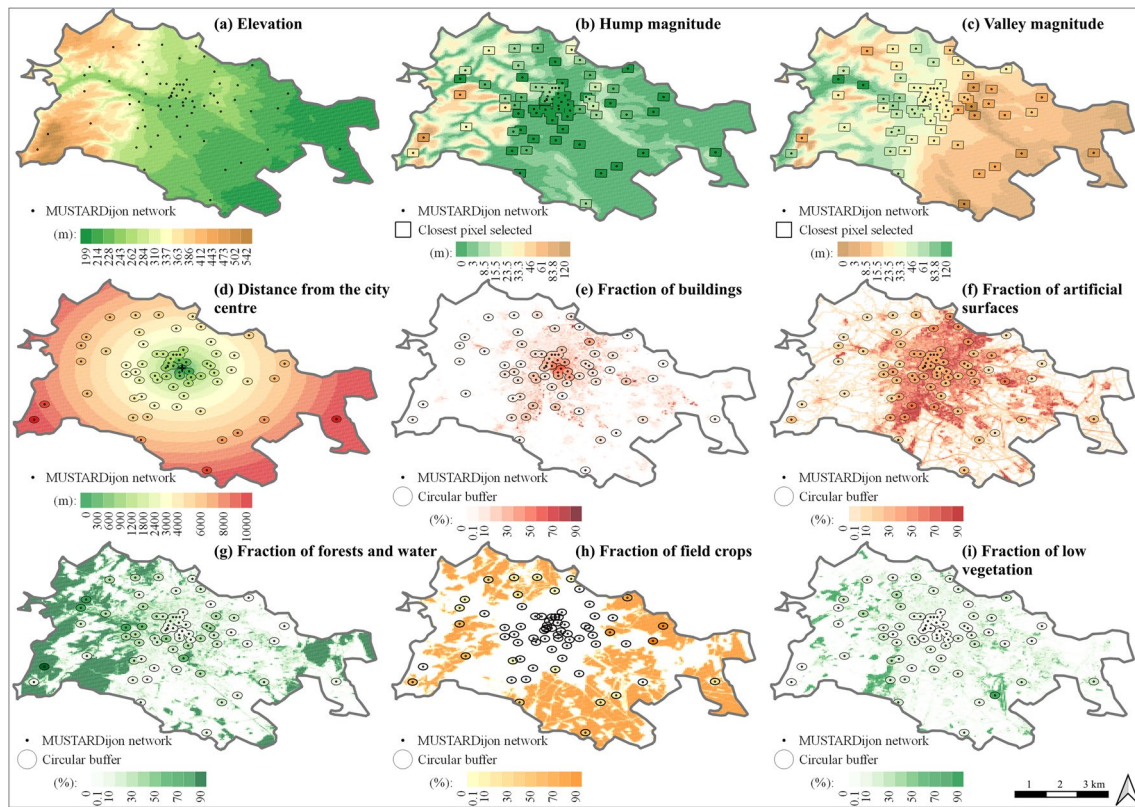 (a) Elevation
(b) Hump magnitude
(c) Valley magnitude
MUSTARDijon network
(m):
199 214 228 243 262 284 310 337 363 386 412 443 473 502 542
MUSTARDijon network
Closest pixel selected
(m):
0 3 8.5 15.5 23.5 33.3 46 61 83.8 120
MUSTARDijon network
Closest pixel selected
(m):
0 3 8.5 15.5 23.5 33.3 46 61 83.8 120
(d) Distance from the city
centre
(e) Fraction of buildings
(f) Fraction of artificial
surfaces
MUSTARDijon network
(m):
0 300 600 900 1200 1800 2400 3000 4000 6000 8000 10000
MUSTARDijon network
Circular buffer
(%):
0 0.1 10 30 50 70 90
MUSTARDijon network
Circular buffer
(%):
0 0.1 10 30 50 70 90
(g) Fraction of forests and water
(h) Fraction of field crops
(i) Fraction of low
vegetation
MUSTARDijon network
Circular buffer
(%):
0 0.1 10 30 50 70 90
MUSTARDijon network
Circular buffer
(%):
0 0.1 10 30 50 70 90
MUSTARDijon network
Circular buffer
(%):
0 0.1 10 30 50 70 90
1 2 3 km